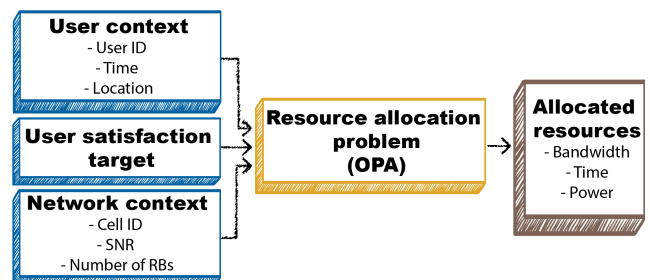 User context
- User ID
- Time
- Location
User satisfaction
target
Network context
- Cell ID
- SNR
- Number of RBs
Resource allocation
problem
(OPA)
Allocated
resources
- Bandwidth
- Time
- Power